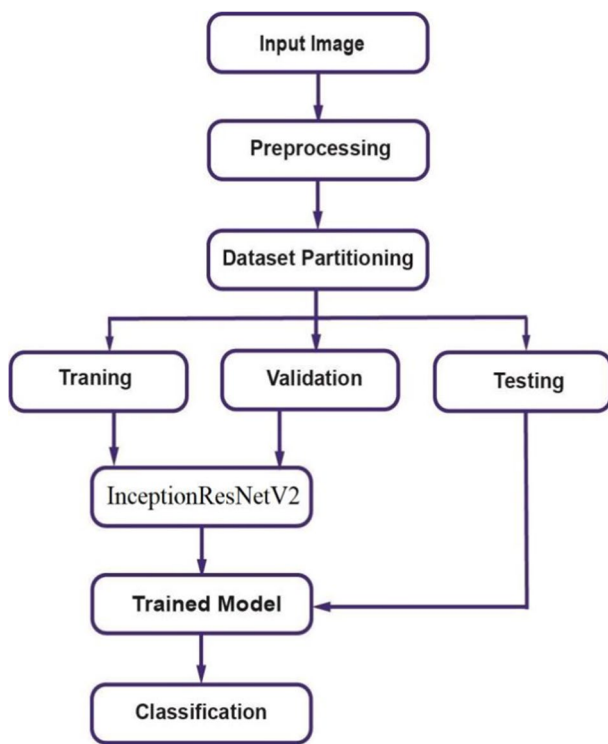 Input Image
Preprocessing
Dataset Partitioning
Traning
Validation
Testing
InceptionResNetV2
Trained Model
Classification